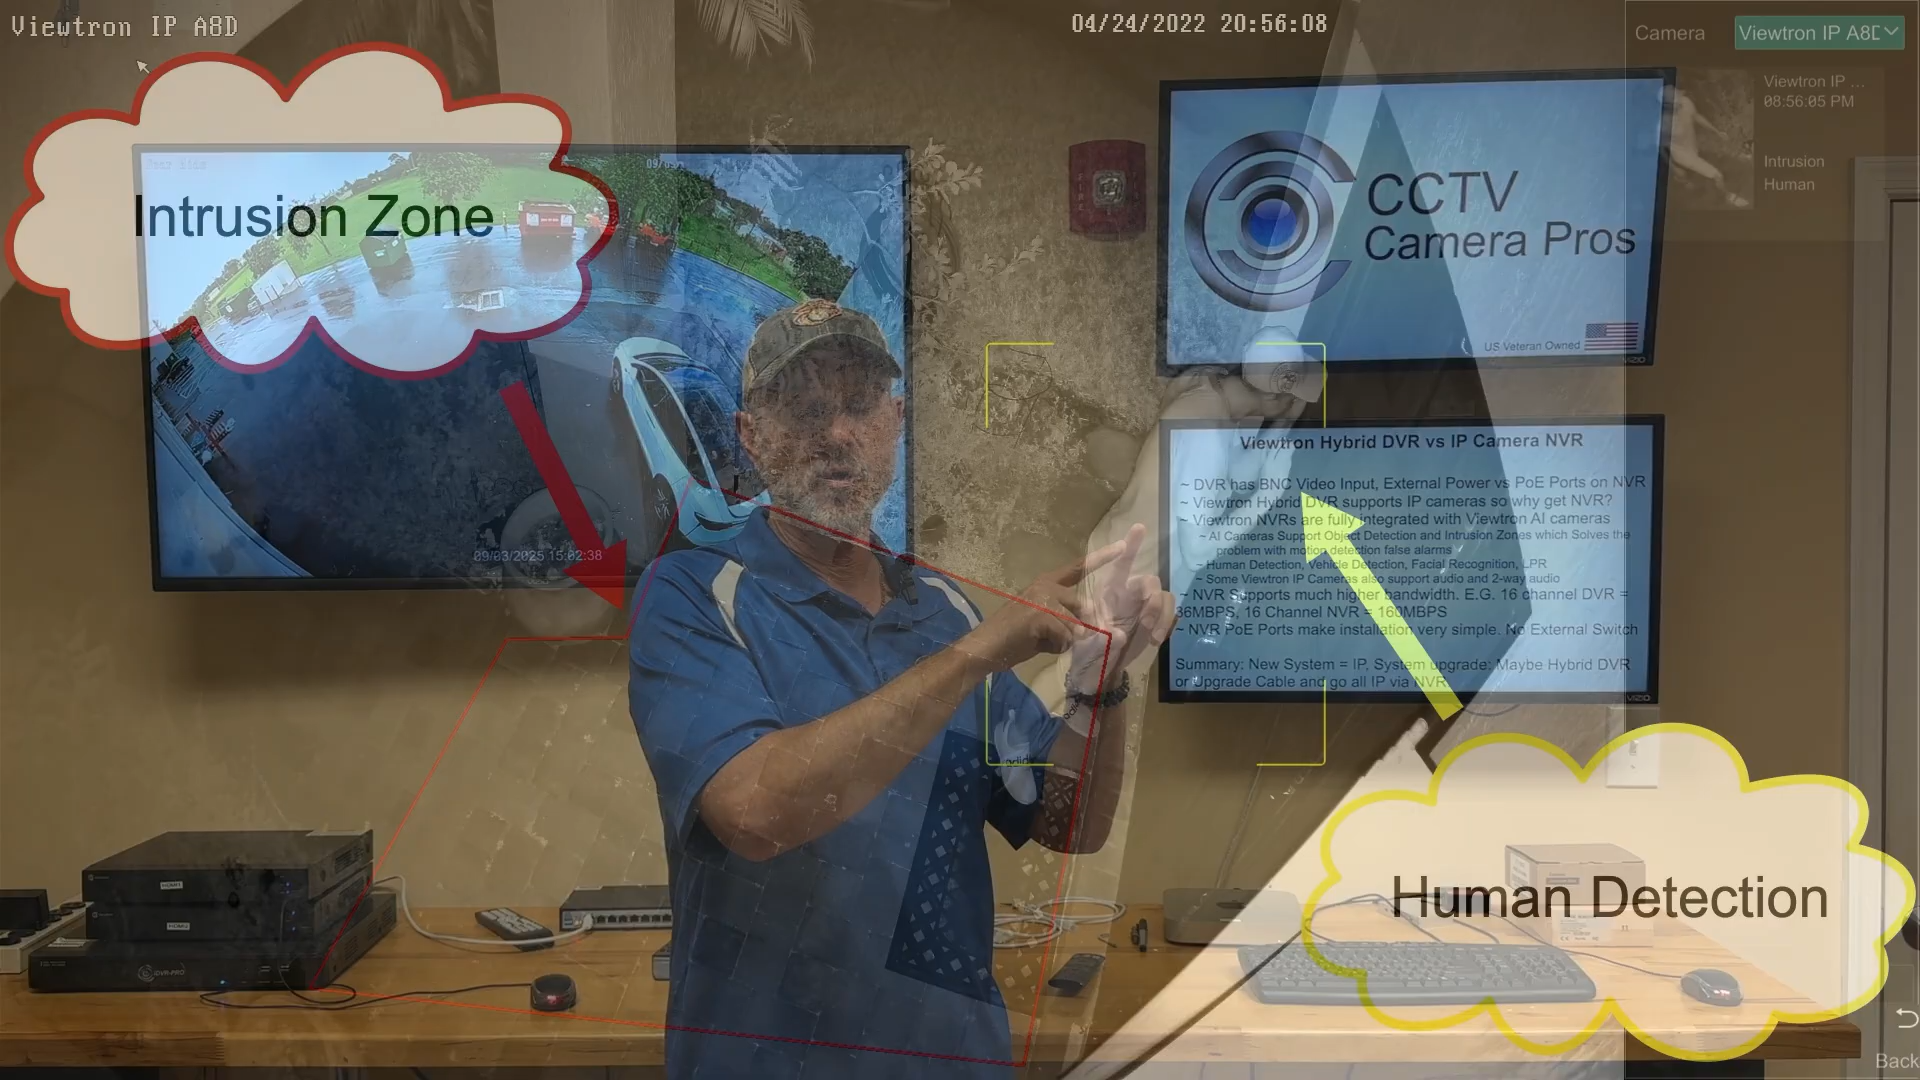 Viewtron IP A8D
04/24/2022 20:56:08
Camera
Viewtron IP A8D
Viewtron IP ...
08:56:05 PM
Intrusion
Human
Intrusion Zone
09/03/2025 15:02:38
FIRE
CCTV
Camera Pros
US Veteran Owned
VIZIO
Viewtron Hybrid DVR vs IP Camera NVR
~ DVR has BNC Video Input, External Power vs PoE Ports on NVR
~ Viewtron Hybrid DVR supports IP cameras so why get NVR?
~ Viewtron NVRs are fully integrated with Viewtron AI cameras
~ AI Cameras Support Object Detection and Intrusion Zones which Solves the
problem with motion detection false alarms
~ Human Detection, Vehicle Detection, Facial Recognition, LPR
~ Some Viewtron IP Cameras also support audio and 2-way audio
~ NVR Supports much higher bandwidth. E.G. 16 channel DVR =
36MBPS, 16 Channel NVR = 160MBPS
~ NVR PoE Ports make installation very simple. No External Switch
Summary: New System = IP, System upgrade: Maybe Hybrid DVR
or Upgrade Cable and go all IP via NVR
VIZIO
Human Detection
HDMI1
HDMI2
DVR-PRO
Back